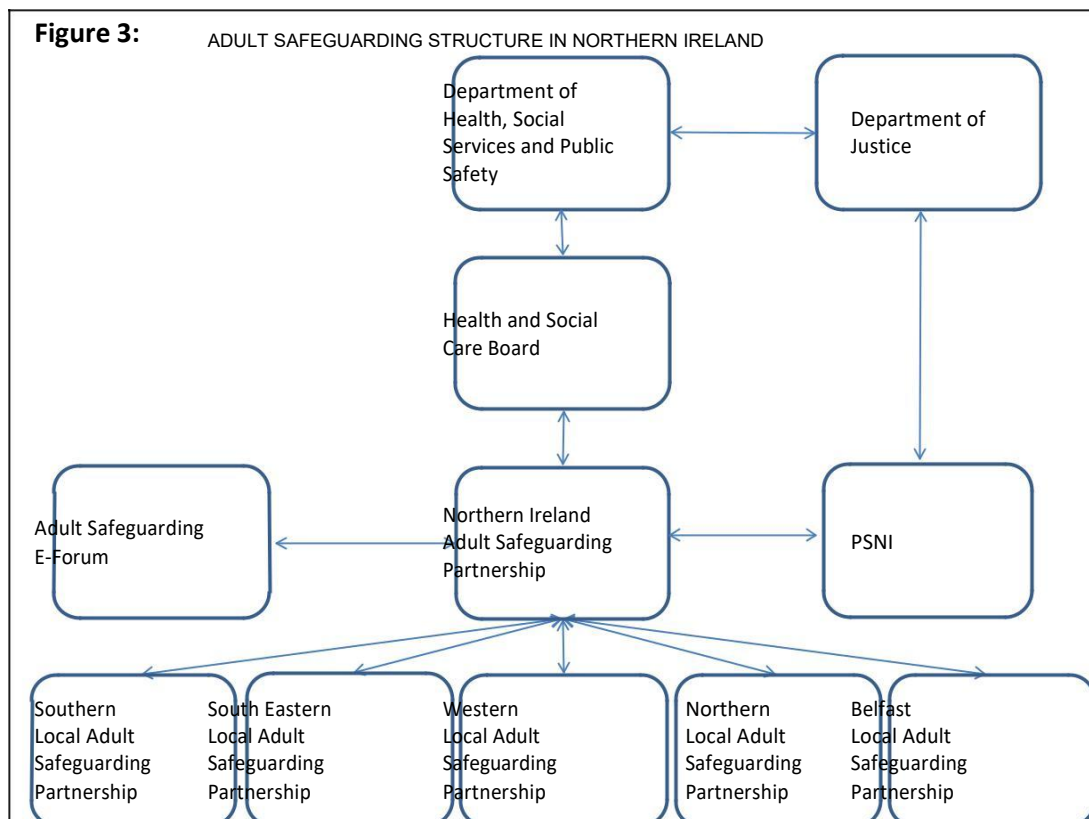 Figure 3:
ADULT SAFEGUARDING STRUCTURE IN NORTHERN IRELAND
Department of
Health, Social
Services and Public
Safety
Department of
Justice
Health and Social
Care Board
Adult Safeguarding
E-Forum
Northern Ireland
Adult Safeguarding
Partnership
PSNI
Southern
Local Adult
Safeguarding
Partnership
South Eastern
Local Adult
Safeguarding
Partnership
Western
Local Adult
Safeguarding
Partnership
Northern
Local Adult
Safeguarding
Partnership
Belfast
Local Adult
Safeguarding
Partnership